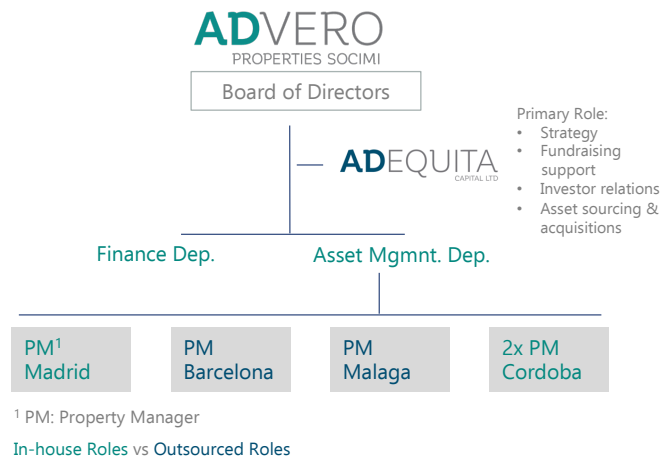 ADVERO
PROPERTIES SOCIMI
Board of Directors
ADEQUITA
CAPITAL LTD
Primary Role:
• Strategy
• Fundraising
support
• Investor relations
• Asset sourcing &
acquisitions
Finance Dep.
Asset Mgmnt. Dep.
PM¹
Madrid
PM
Barcelona
PM
Malaga
2x PM
Cordoba
¹ PM: Property Manager
In-house Roles vs Outsourced Roles